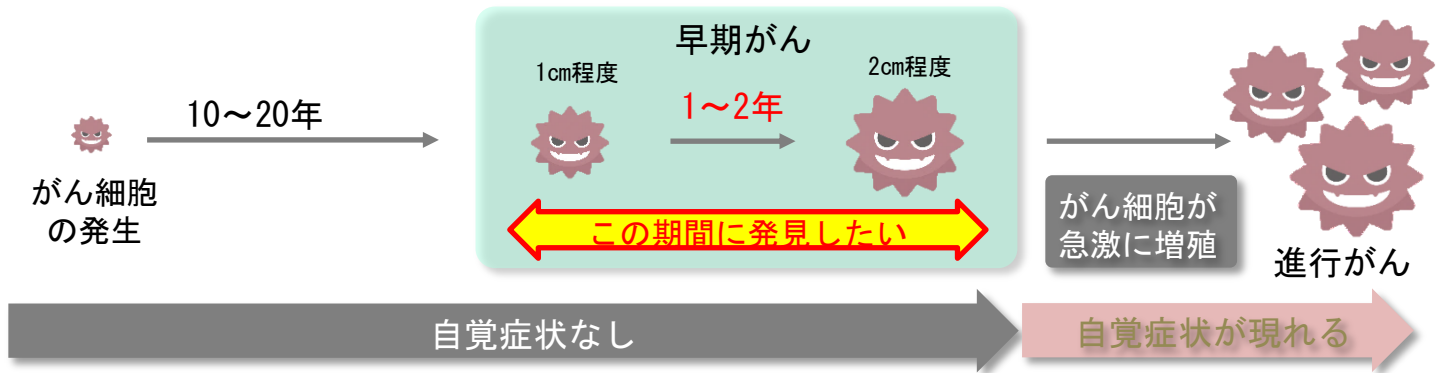 早期がん
1㎝程度
2㎝程度
10～20年
1～2年
がん細胞
の発生
この期間に発見したい
がん細胞が
急激に増殖
進行がん
自覚症状なし
自覚症状が現れる